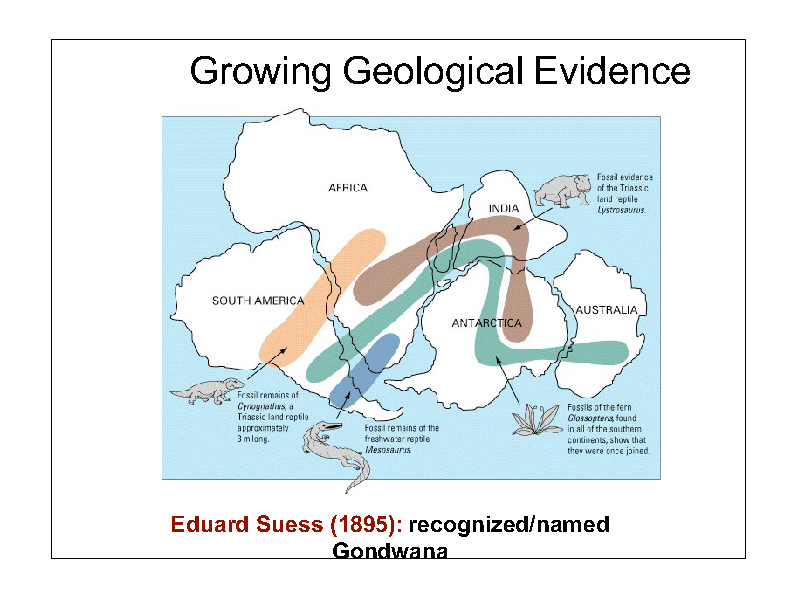 Growing Geological Evidence
AFRICA
INDIA
Fossil evidence
of the Triassic
land reptile
Lystrosaurus.
SOUTH AMERICA
ANTARCTICA
AUSTRALIA
Fossil remains of
Cynognathus, a
Triassic land reptile
approximately
3 m long.
Fossil remains of the
freshwater reptile
Mesosaurus.
Fossils of the fern
Glossopteris, found
in all of the southern
continents, show that
they were once joined.
Eduard Suess (1895): recognized/named
Gondwana